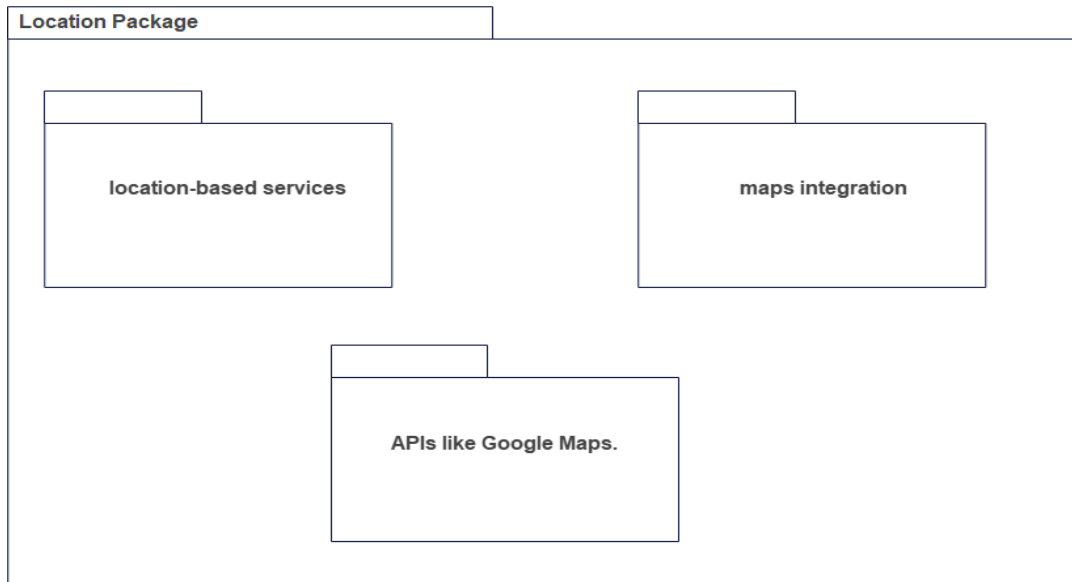 Location Package
location-based services
maps integration
APIs like Google Maps.